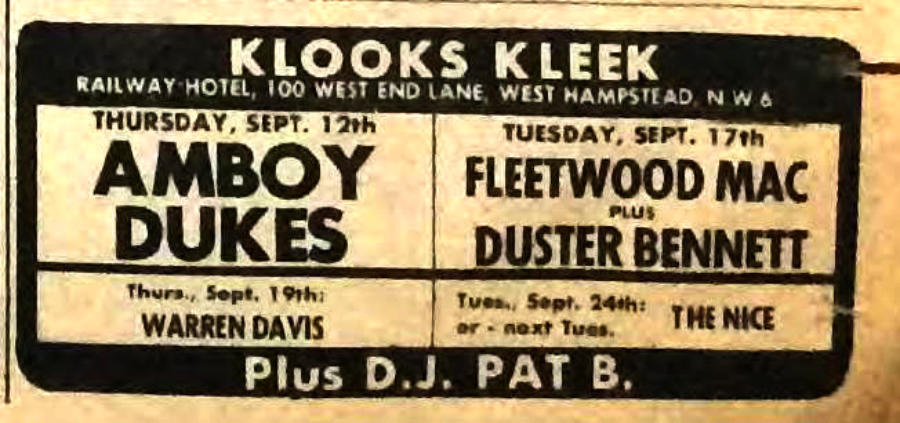 KLOOKS KLEEK
RAILWAY HOTEL, 100 WEST END LANE, WEST HAMPSTEAD, N W 6
THURSDAY, SEPT. 12th
AMBOY
DUKES
TUESDAY, SEPT. 17th
FLEETWOOD MAC
PLUS
DUSTER BENNETT
Thurs., Sept. 19th:
WARREN DAVIS
Tues., Sept. 24th:
or - next Tues.
THE NICE
Plus D.J. PAT B.